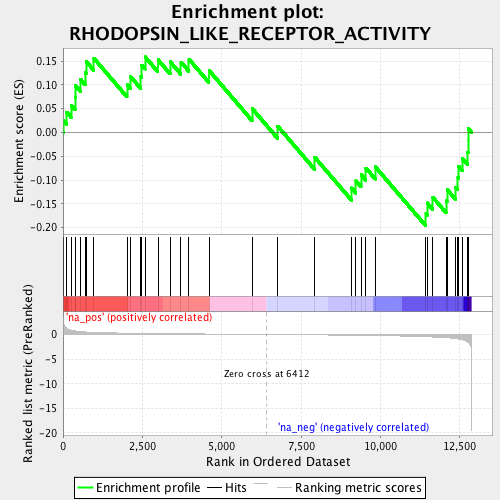 Enrichment plot:
RHODOPSIN_LIKE_RECEPTOR_ACTIVITY
Enrichment score (ES)
0.15
0.10
0.05
0.00
-0.05
-0.10
-0.15
-0.20
'na_pos' (positively correlated)
Ranked list metric (PreRanked)
0
-5
-10
-15
-20
Zero cross at 6412
'na_neg' (negatively correlated)
0
2,500
5,000
7,500
10,000
12,500
Rank in Ordered Dataset
Enrichment profile
Hits
Ranking metric scores